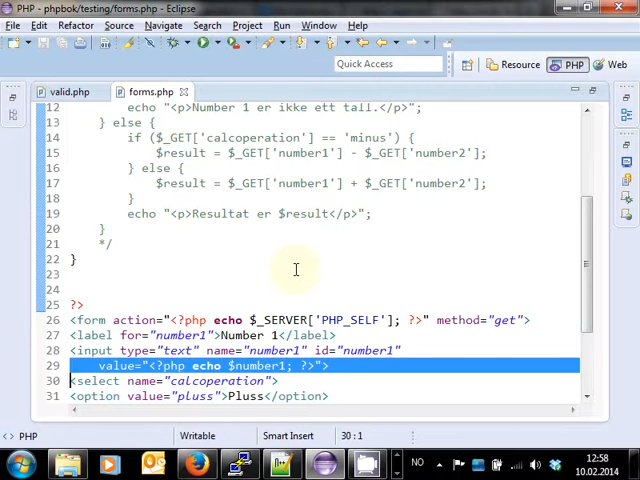 PHP - phpbok/testing/forms.php - Eclipse
File Edit Refactor Source Navigate Search Project Run Window Help
Quick Access Resource PHP Web
valid.php forms.php
12 echo "<p>Number 1 er ikke ett tall.</p>";
13 } else {
14 if ($_GET['calcoperation'] == 'minus') {
15 $result = $_GET['number1'] - $_GET['number2'];
16 } else {
17 $result = $_GET['number1'] + $_GET['number2'];
18 }
19 echo "<p>Resultat er $result</p>";
20 }
21 */
22 }
23
24
25 ?>
26 <form action="<?php echo $_SERVER['PHP_SELF']; ?>" method="get">
27 <label for="number1">Number 1</label>
28 <input type="text" name="number1" id="number1"
29 value="<?php echo $number1; ?>">
30 <select name="calcoperation">
31 <option value="pluss">Pluss</option>
<> PHP Writable Smart Insert 30 : 1
NO 12:58
10.02.2014